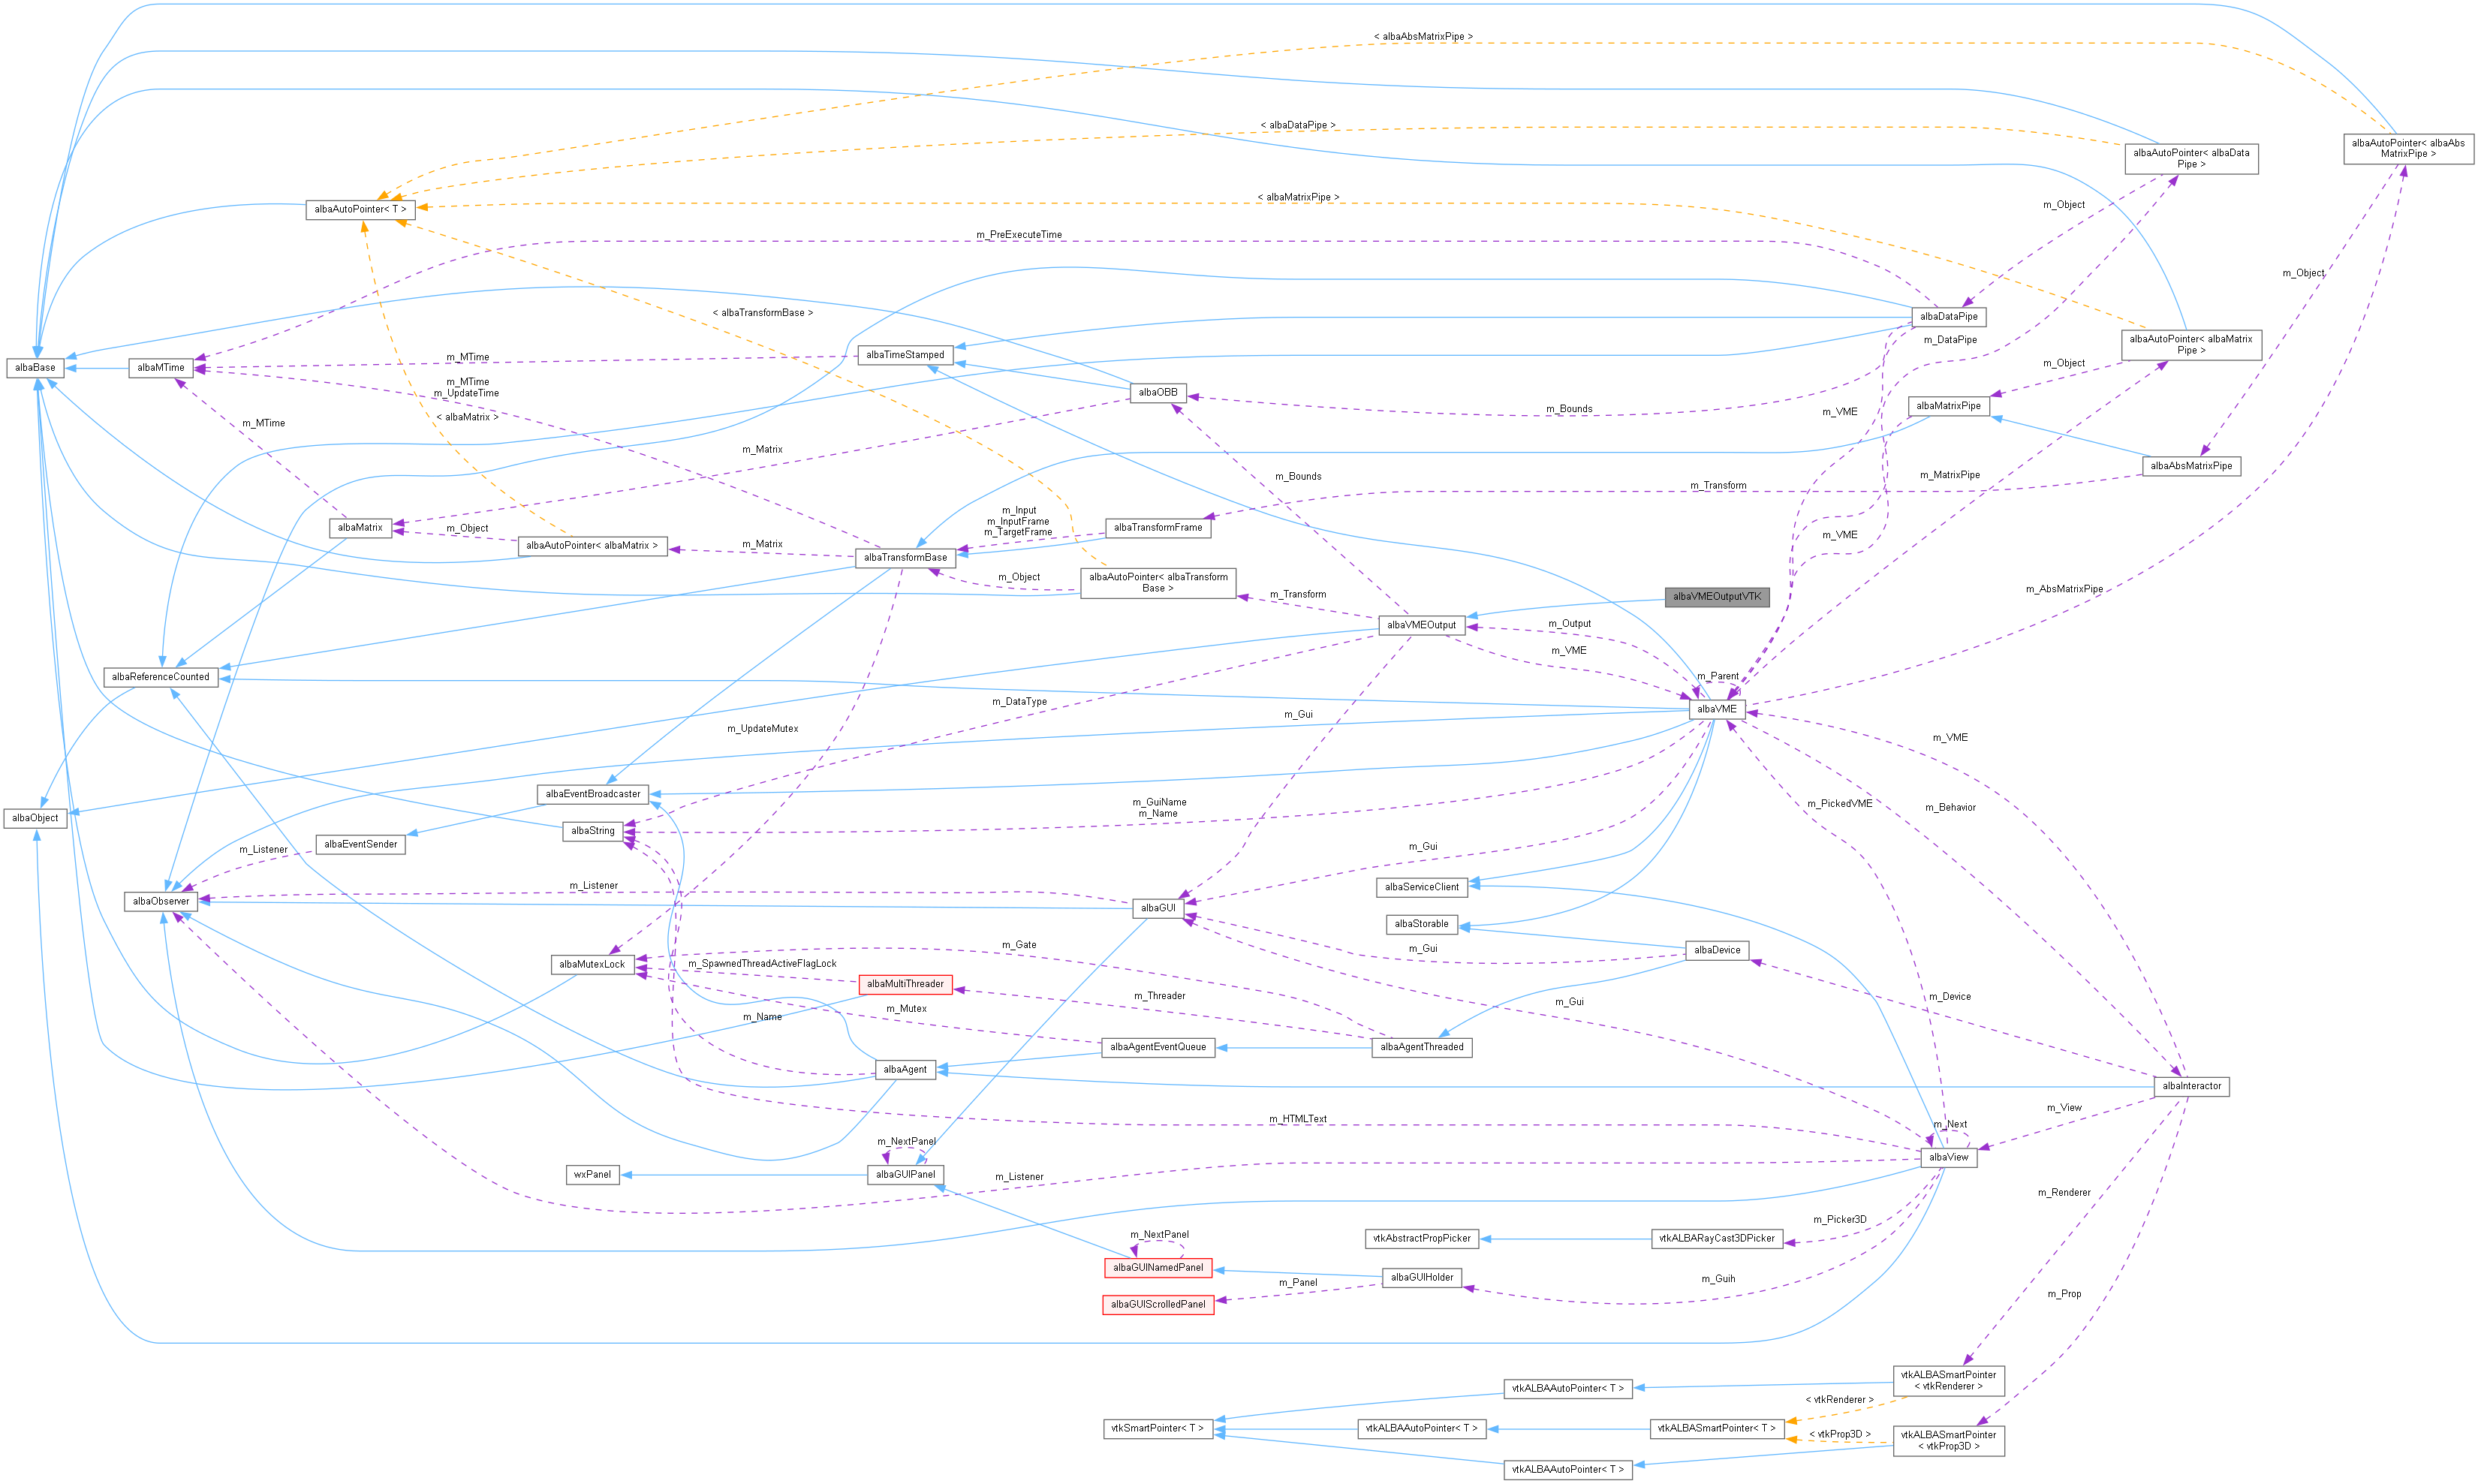 < albaAbsMatrixPipe >
< albaDataPipe >
albaAutoPointer< albaAbs
MatrixPipe >
albaAutoPointer< albaData
Pipe >
< albaMatrixPipe >
albaAutoPointer< T >
m_Object
m_PreExecuteTime
m_Object
< albaTransformBase >
albaDataPipe
m_DataPipe
albaAutoPointer< albaMatrix
Pipe >
albaBase
albaMTime
m_MTime
albaTimeStamped
m_Object
m_MTime
m_UpdateTime
albaOBB
m_Bounds
m_VME
albaMatrixPipe
< albaMatrix >
m_MTime
m_Matrix
m_Bounds
m_MatrixPipe
albaAbsMatrixPipe
m_Transform
albaMatrix
m_Object
albaAutoPointer< albaMatrix >
m_Matrix
albaTransformBase
m_Input
m_InputFrame
m_TargetFrame
albaTransformFrame
m_VME
m_VME
m_Object
albaAutoPointer< albaTransform
Base >
m_Transform
albaVMEOutputVTK
m_AbsMatrixPipe
albaVMEOutput
m_Output
m_VME
albaReferenceCounted
m_Parent
albaVME
m_DataType
m_Gui
m_UpdateMutex
m_VME
albaEventBroadcaster
m_GuiName
m_Name
m_PickedVME
m_Behavior
albaObject
albaString
albaEventSender
m_Listener
m_Gui
m_Listener
albaServiceClient
albaObserver
albaGUI
albaStorable
m_Gate
m_Gui
albaDevice
albaMutexLock
m_SpawnedThreadActiveFlagLock
albaMultiThreader
m_Threader
m_Gui
m_Device
m_Name
m_Mutex
albaAgentEventQueue
albaAgentThreaded
albaAgent
albaInteractor
m_HTMLText
m_View
m_Next
m_NextPanel
wxPanel
albaGUIPanel
m_Listener
albaView
m_Renderer
m_Picker3D
m_NextPanel
vtkAbstractPropPicker
vtkALBARayCast3DPicker
albaGUINamedPanel
m_Panel
albaGUIHolder
m_Guih
albaGUIScrolledPanel
m_Prop
vtkALBASmartPointer
< vtkRenderer >
vtkALBAAutoPointer< T >
< vtkRenderer >
vtkSmartPointer< T >
vtkALBAAutoPointer< T >
vtkALBASmartPointer< T >
< vtkProp3D >
vtkALBASmartPointer
< vtkProp3D >
vtkALBAAutoPointer< T >